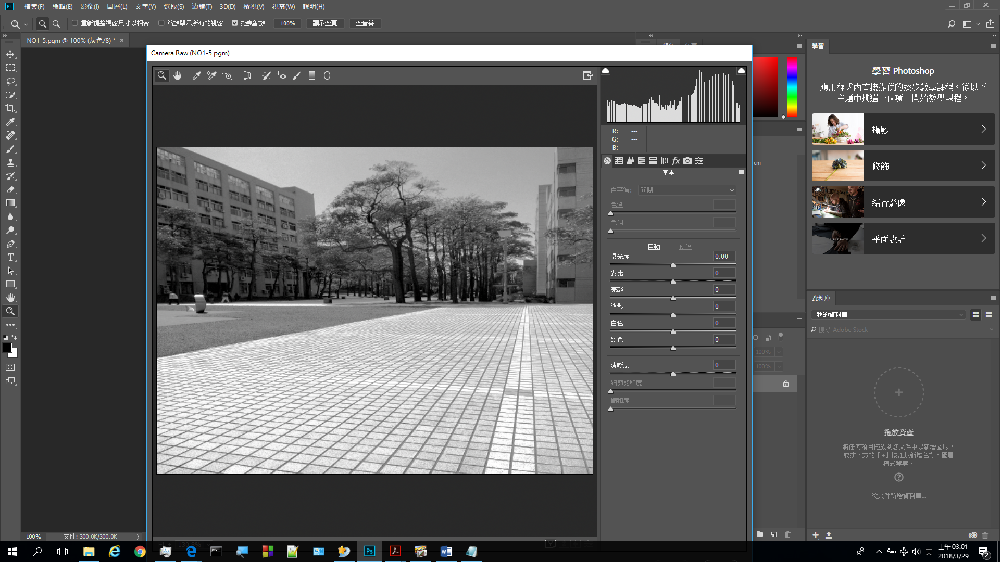 Ps 檔案(F) 編輯(E) 影像(I) 圖層(L) 文字(Y) 選取(S) 濾鏡(T) 3D(D) 檢視(V) 視窗(W) 說明(H)
重新調整視窗尺寸以相合 縮放顯示所有的視窗 拖曳縮放 100% 顯示全頁 全螢幕
NO1-5.pgm @ 100% (灰色/8) *
Camera Raw (NO1-5.pgm)
R: ---
G: ---
B: ---
基本
白平衡: 關閉
色溫
色調
自動 預設
曝光度 0.00
對比 0
亮部 0
陰影 0
白色 0
黑色 0
清晰度 0
細節飽和度
飽和度
cm
100%
100%
學習
學習 Photoshop
應用程式內直接提供的逐步教學課程。從以下
主題中挑選一個項目開始教學課程。
攝影
修飾
結合影像
平面設計
資料庫
我的資料庫
搜尋 Adobe Stock
拖放資產
將任何項目拖放到您文件中以新增圖形，
或按下方的「+」按鈕以新增色彩、圖層
樣式等等。
從文件新增資料庫...
100% 文件: 300.0K/300.0K
130.8%
英
上午 03:01
2018/3/29
2